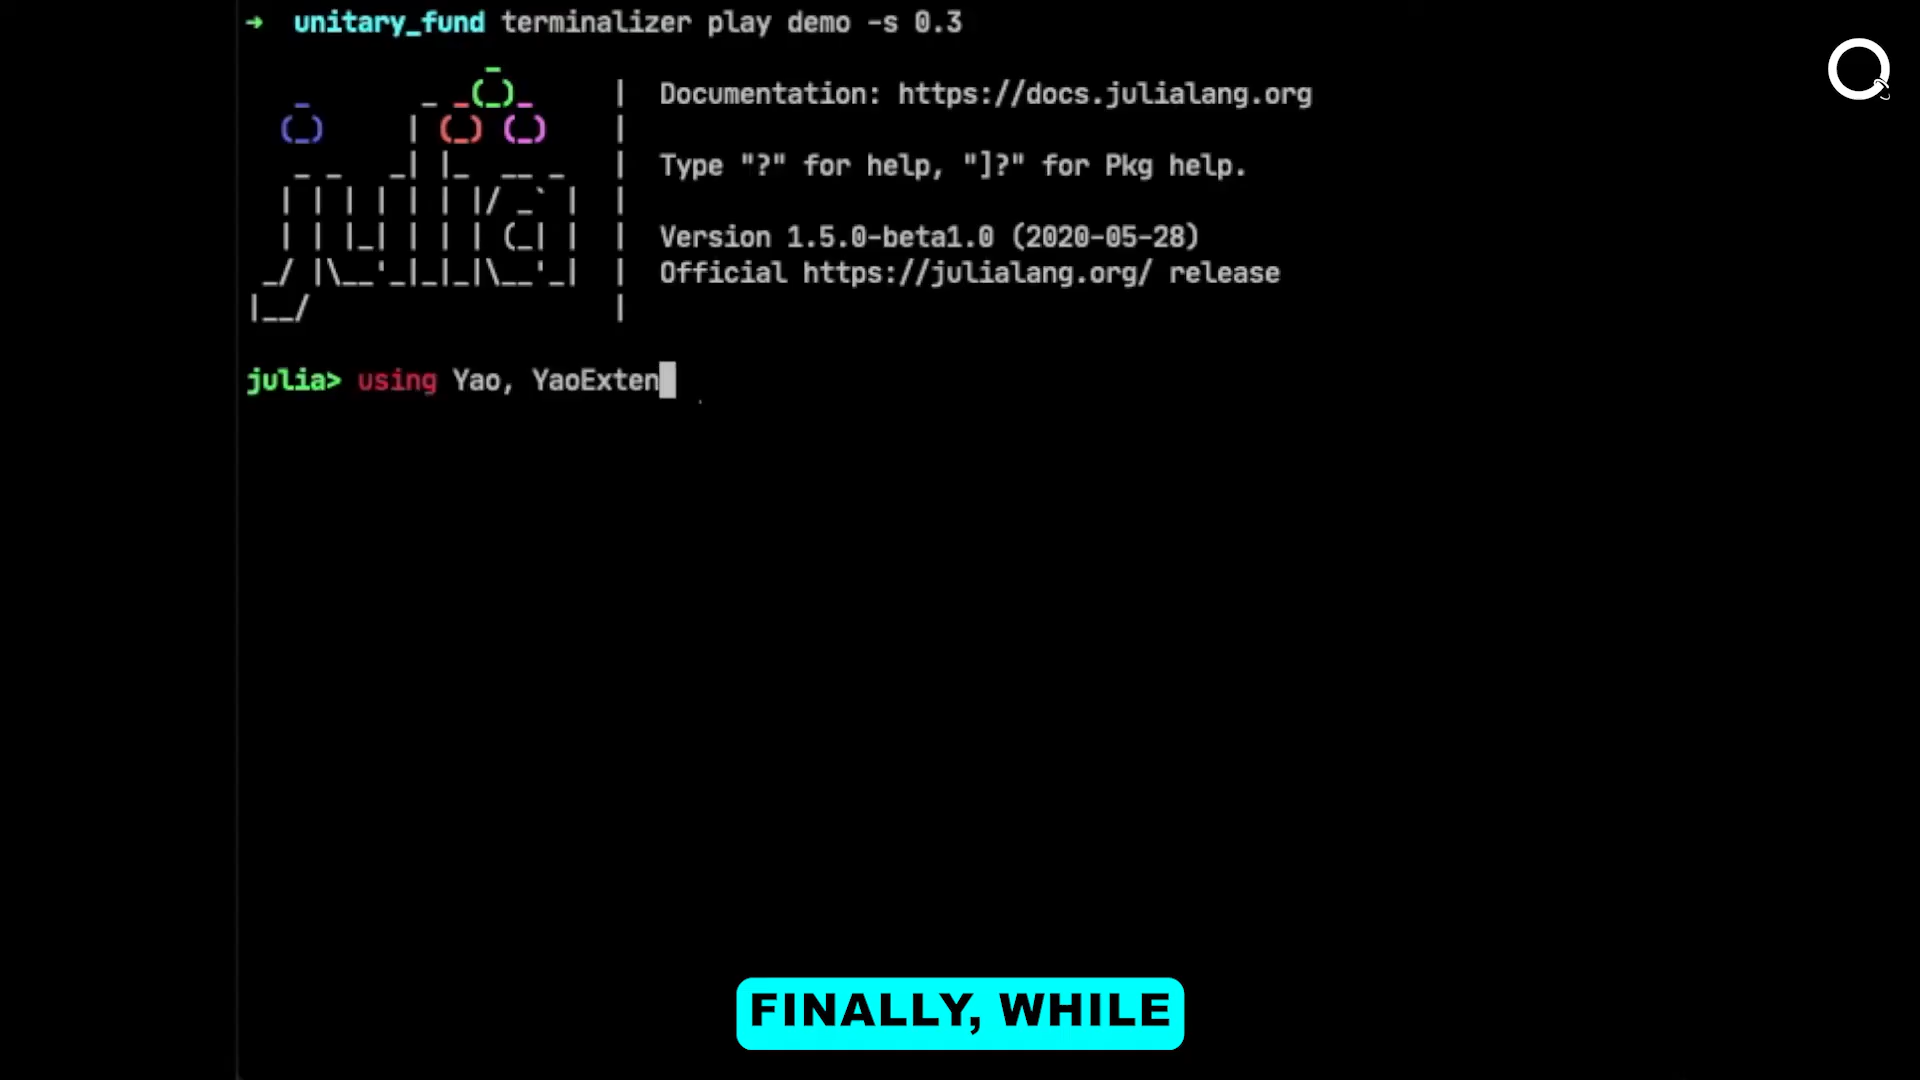 → unitary_fund terminalizer play demo -s 0.3
Documentation: https://docs.julialang.org
Type "?" for help, "]?" for Pkg help.
Version 1.5.0-beta1.0 (2020-05-28)
Official https://julialang.org/ release
julia> using Yao, YaoExten
FINALLY, WHILE